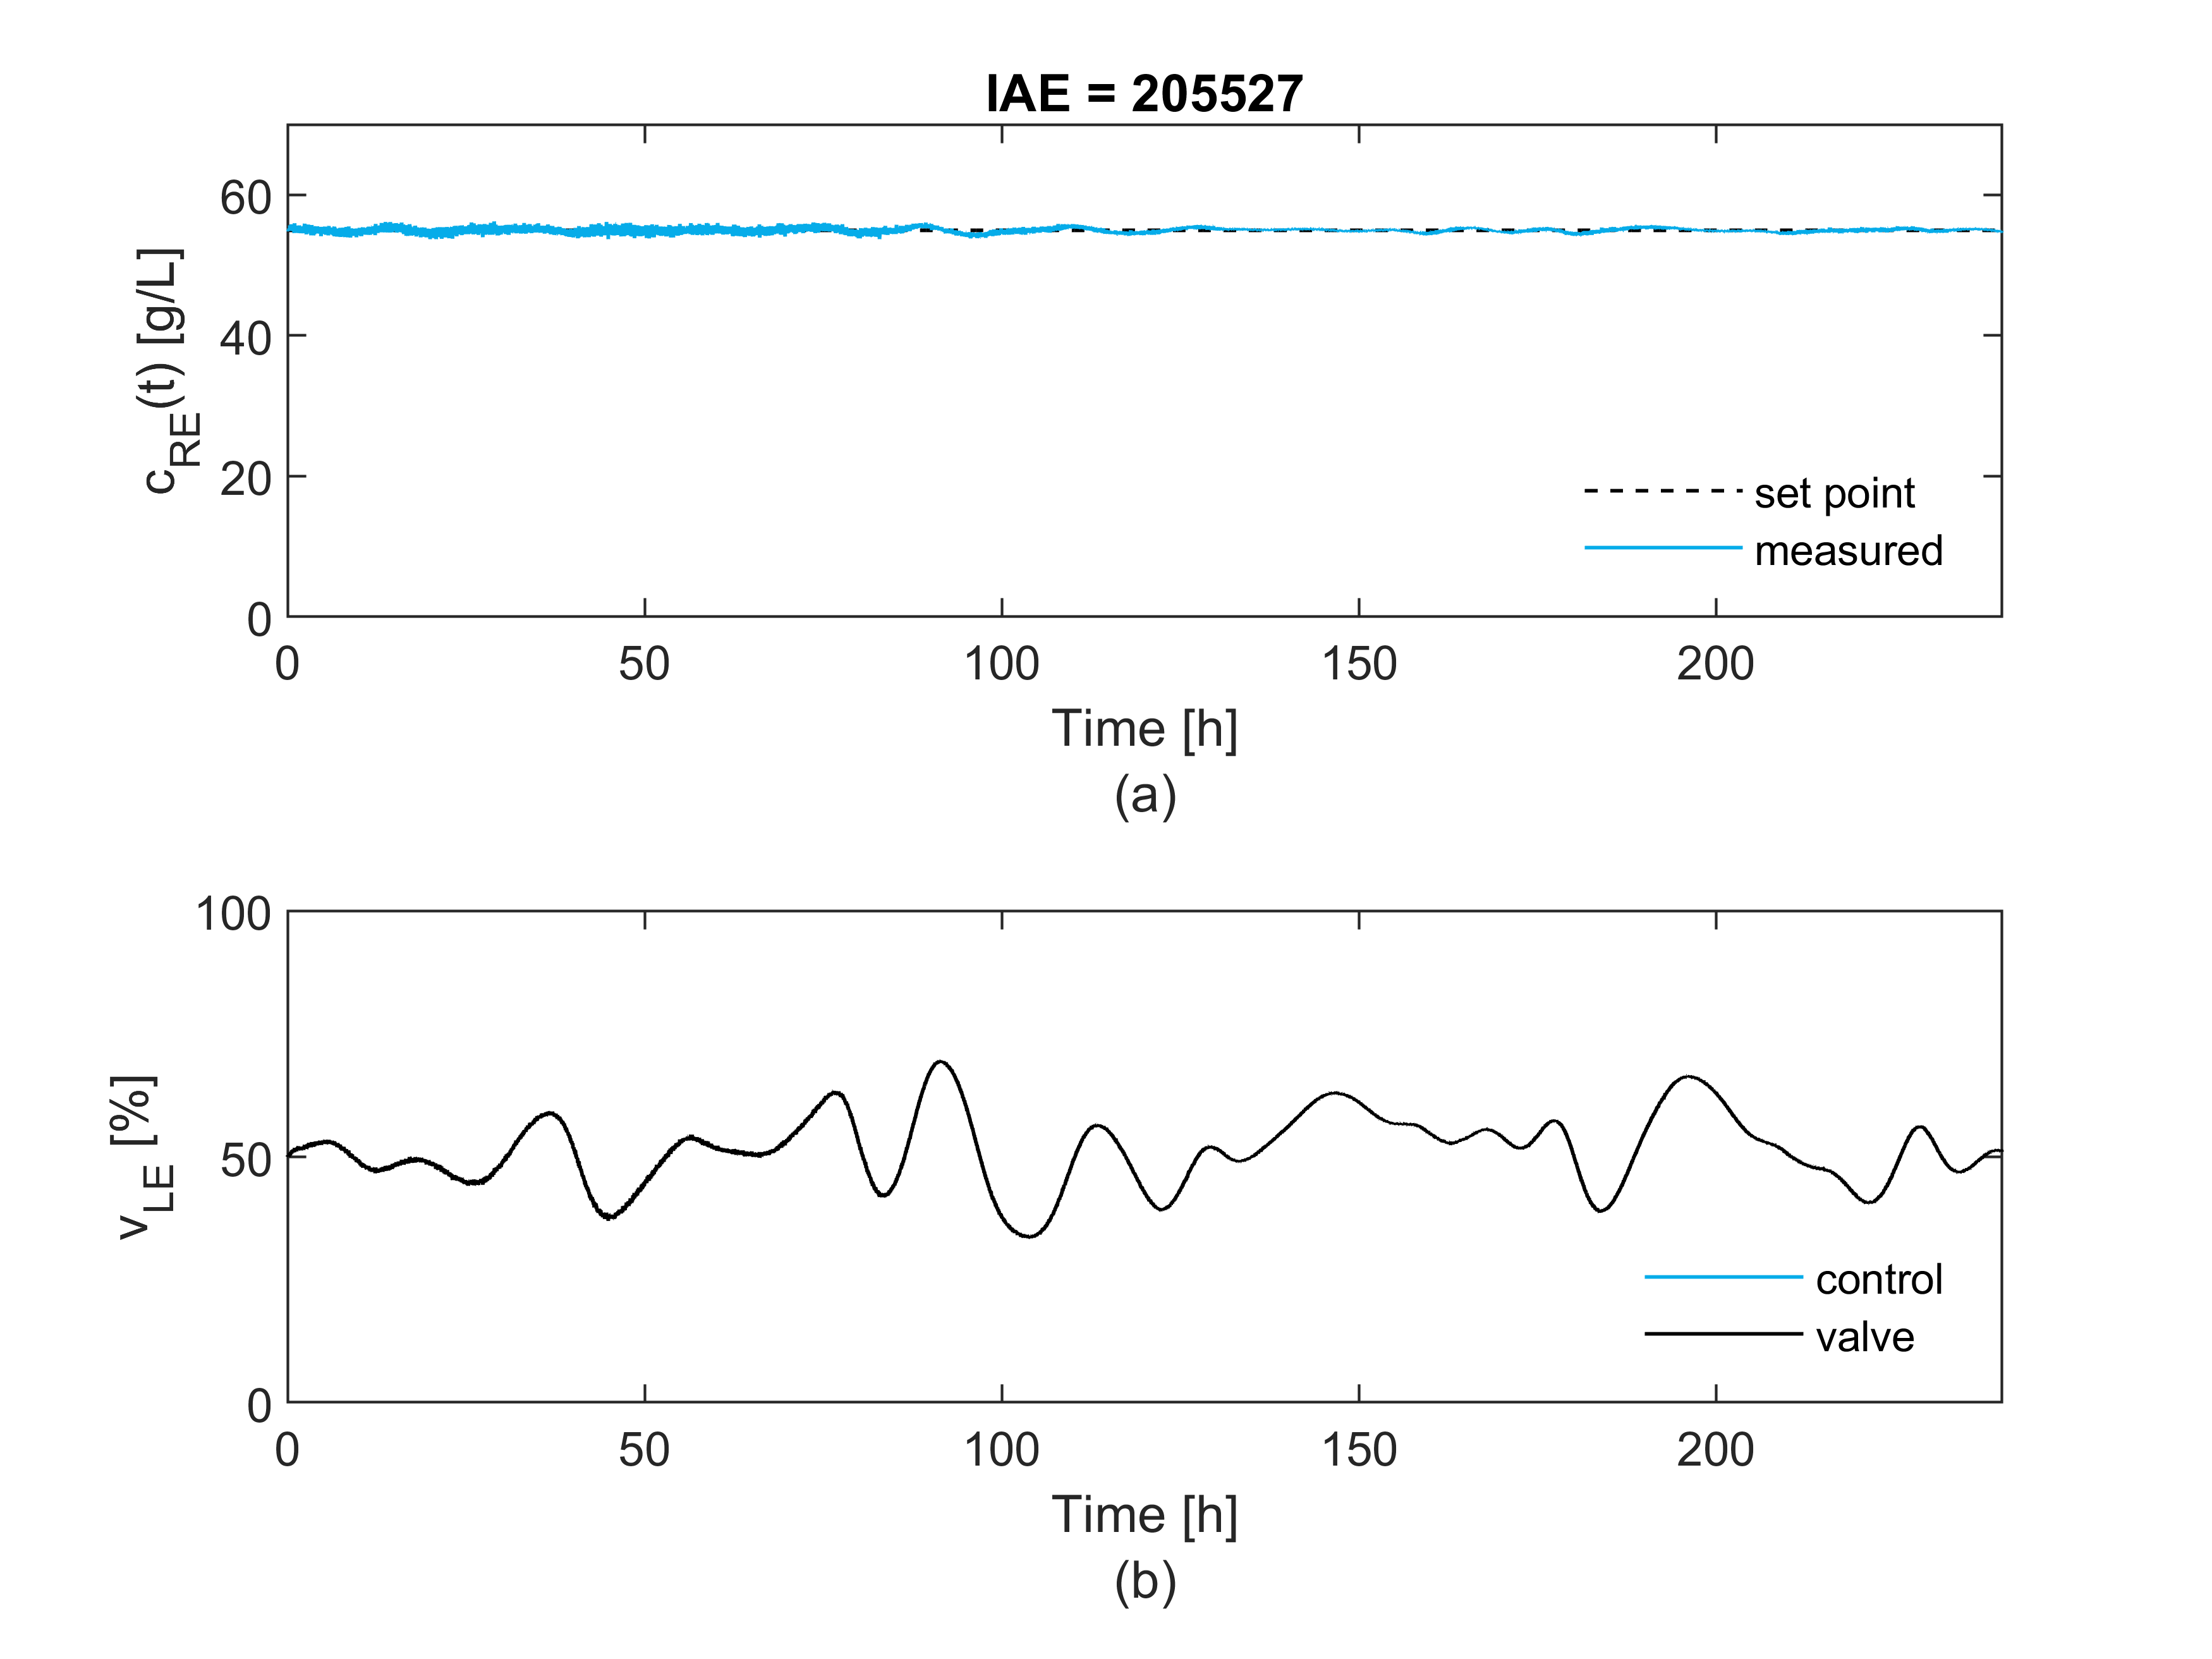 IAE = 205527
c_RE(t) [g/L]
60
40
20
0
set point
measured
0 50 100 150 200
Time [h]
(a)
v_LE [%]
100
50
0
control
valve
0 50 100 150 200
Time [h]
(b)